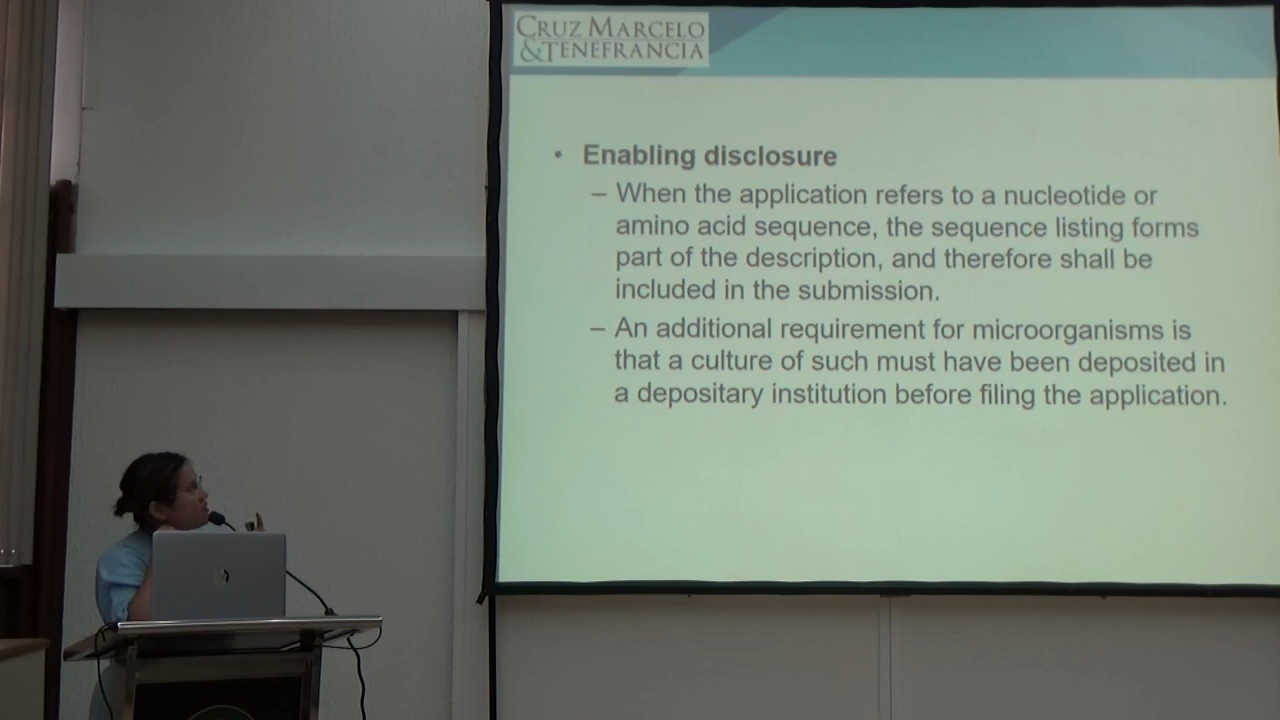 CRUZ MARCELO
& TENEFRANCIA
• Enabling disclosure
– When the application refers to a nucleotide or
amino acid sequence, the sequence listing forms
part of the description, and therefore shall be
included in the submission.
– An additional requirement for microorganisms is
that a culture of such must have been deposited in
a depositary institution before filing the application.